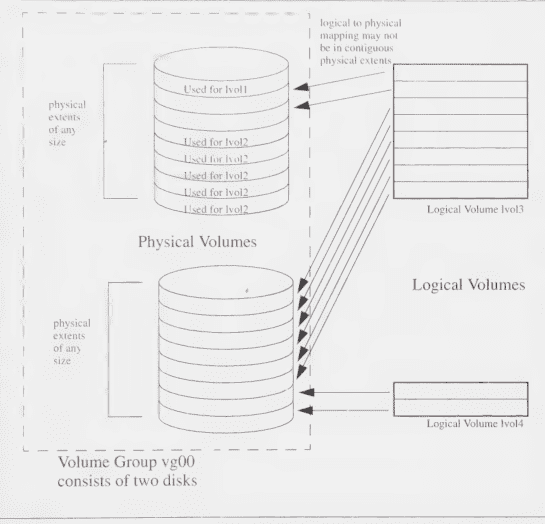 logical to physical
mapping may not
be in contiguous
physical extents
Used for lvol1
physical
extents
of any
size
Used for lvol2
Used for lvol2
Used for lvol2
Used for lvol2
Used for lvol2
Logical Volume lvol3
Physical Volumes
Logical Volumes
physical
extents
of any
size
Logical Volume lvol4
Volume Group vg00
consists of two disks